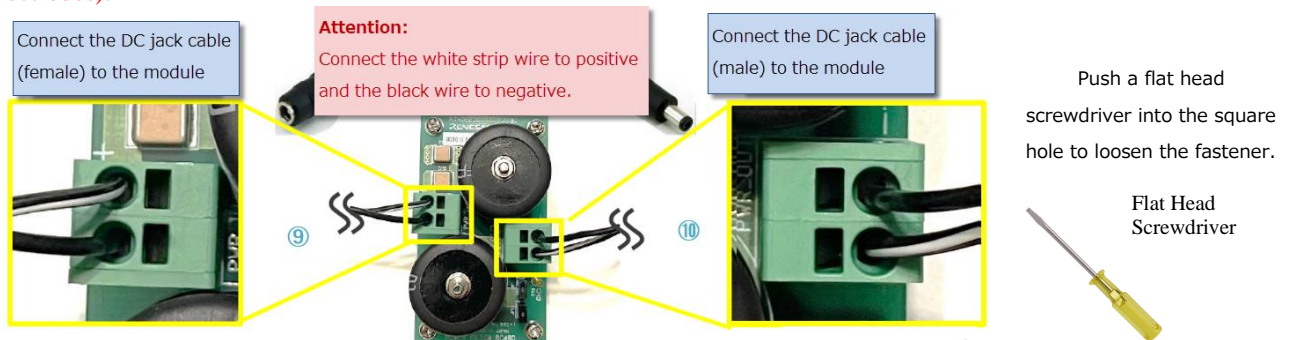 Connect the DC jack cable
(female) to the module
Attention:
Connect the white strip wire to positive
and the black wire to negative.
Connect the DC jack cable
(male) to the module
Push a flat head
screwdriver into the square
hole to loosen the fastener.
Flat Head
Screwdriver
⑨
⑩
RENESAS
+